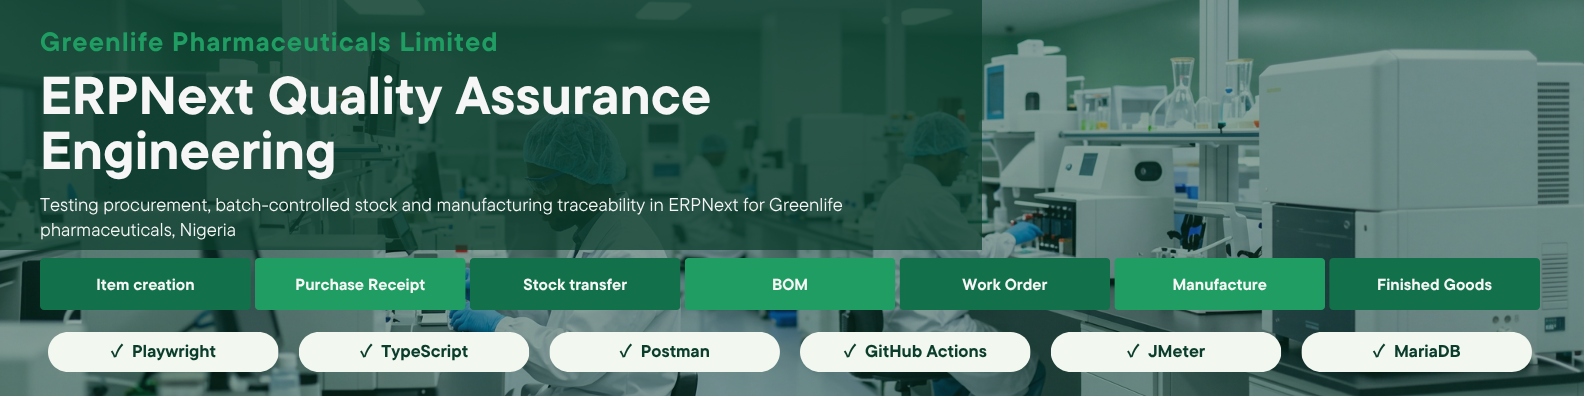 Greenlife Pharmaceuticals Limited
ERPNext Quality Assurance
Engineering
Testing procurement, batch-controlled stock and manufacturing traceability in ERPNext for Greenlife
pharmaceuticals, Nigeria
Item creation
Purchase Receipt
Stock transfer
BOM
Work Order
Manufacture
Finished Goods
✓ Playwright
✓ TypeScript
✓ Postman
✓ GitHub Actions
✓ JMeter
✓ MariaDB